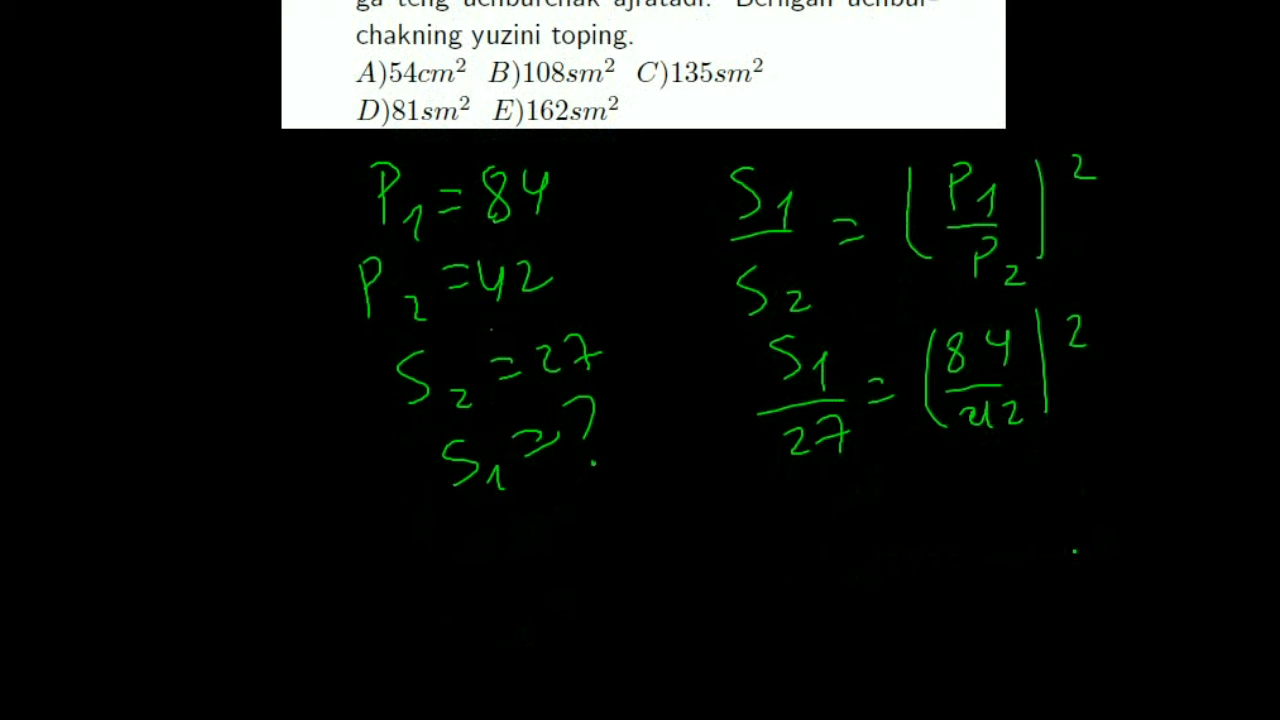 chakning yuzini toping.
A)54cm² B)108sm² C)135sm²
D)81sm² E)162sm²
P₁ = 84
P₂ = 42
S₂ = 27
S₁ = ?
S₁/S₂ = (P₁/P₂)²
S₁/27 = (84/42)²